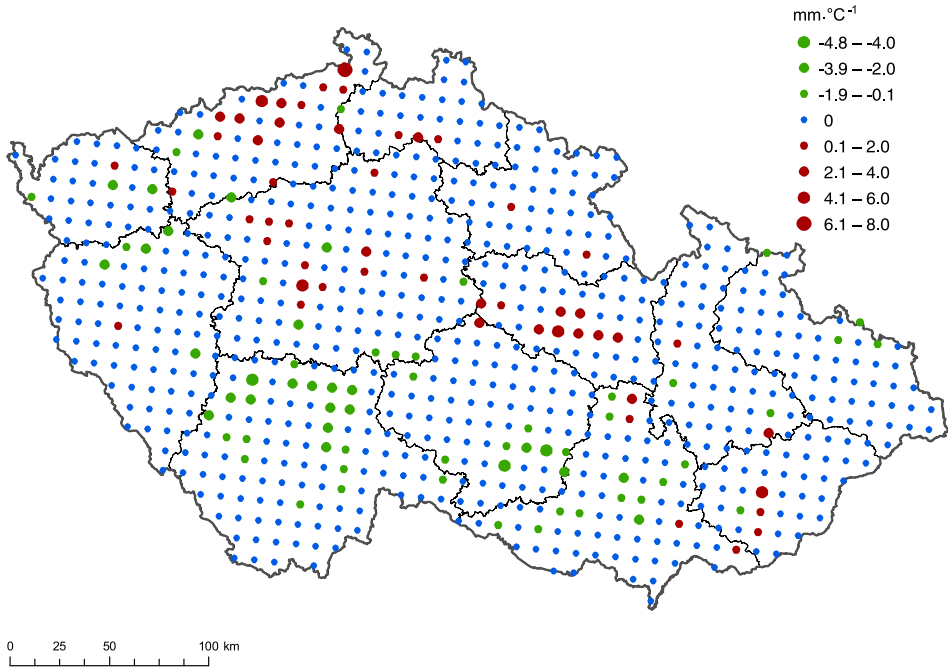 mm.°C⁻¹
-4.8 – -4.0
-3.9 – -2.0
-1.9 – -0.1
0
0.1 – 2.0
2.1 – 4.0
4.1 – 6.0
6.1 – 8.0
0 25 50 100 km